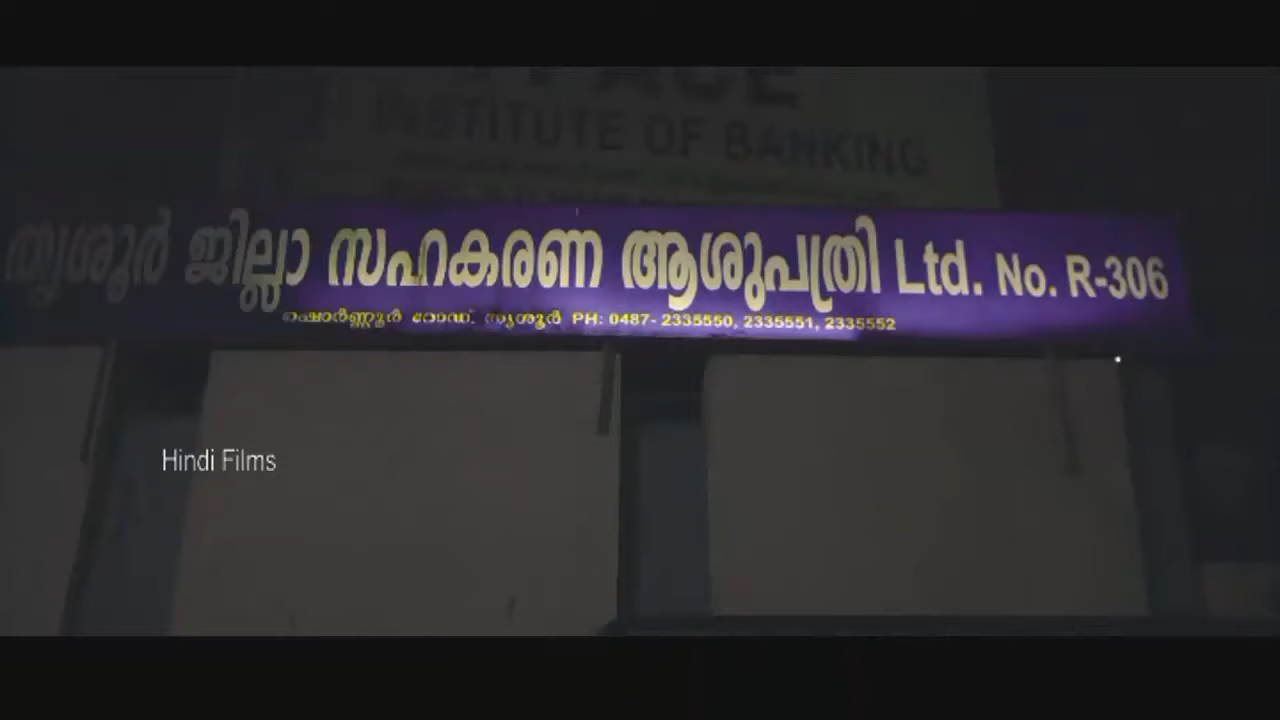 INSTITUTE OF BANKING
തൃശൂർ ജില്ലാ സഹകരണ ആശുപത്രി Ltd. No. R-306
ഷൊർണ്ണൂർ റോഡ്. തൃശൂർ PH: 0487- 2335550, 2335551, 2335552
Hindi Films